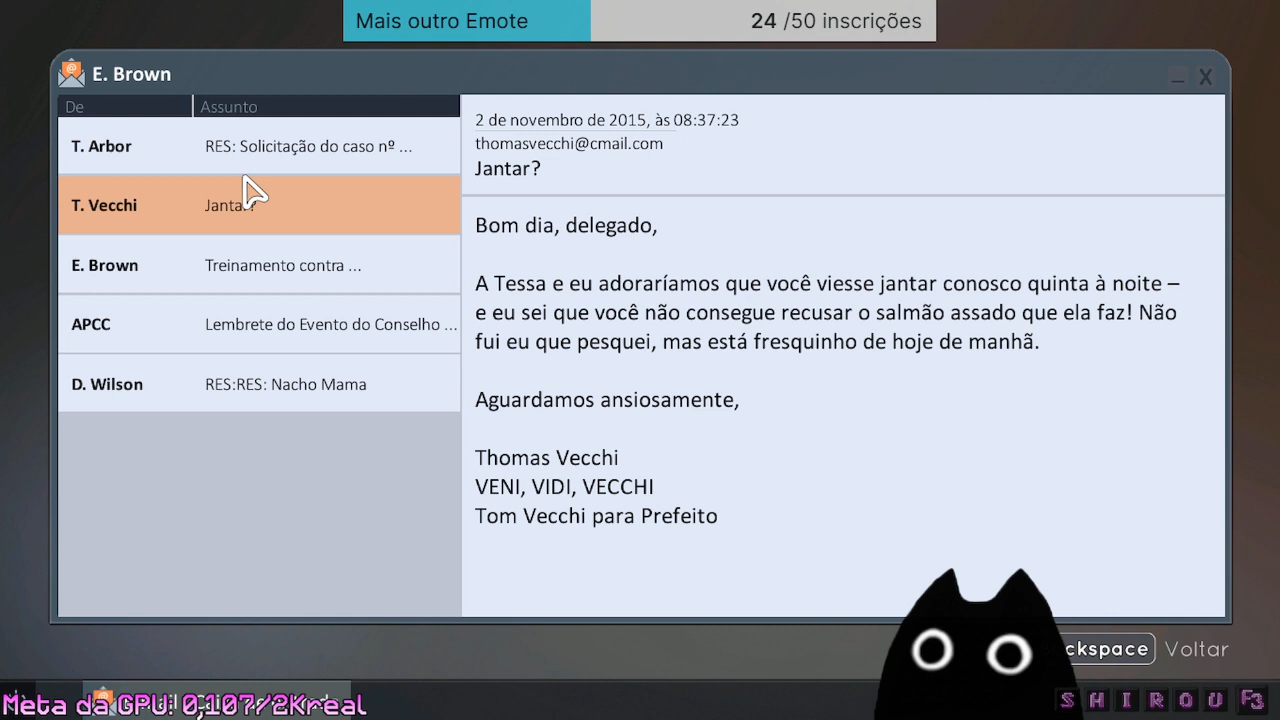 Mais outro Emote 24 /50 inscrições
E. Brown
De Assunto
T. Arbor RES: Solicitação do caso nº ...
T. Vecchi
E. Brown Treinamento contra ...
APCC Lembrete do Evento do Conselho ...
D. Wilson RES:RES: Nacho Mama
2 de novembro de 2015, às 08:37:23
thomasvecchi@cmail.com
Jantar?
Bom dia, delegado,
A Tessa e eu adoraríamos que você viesse jantar conosco quinta à noite –
e eu sei que você não consegue recusar o salmão assado que ela faz! Não
fui eu que pesquei, mas está fresquinho de hoje de manhã.
Aguardamos ansiosamente,
Thomas Vecchi
VENI, VIDI, VECCHI
Tom Vecchi para Prefeito
ckspace Voltar
Meta da GPU: 0,107/2Kreal
SHIROU F3